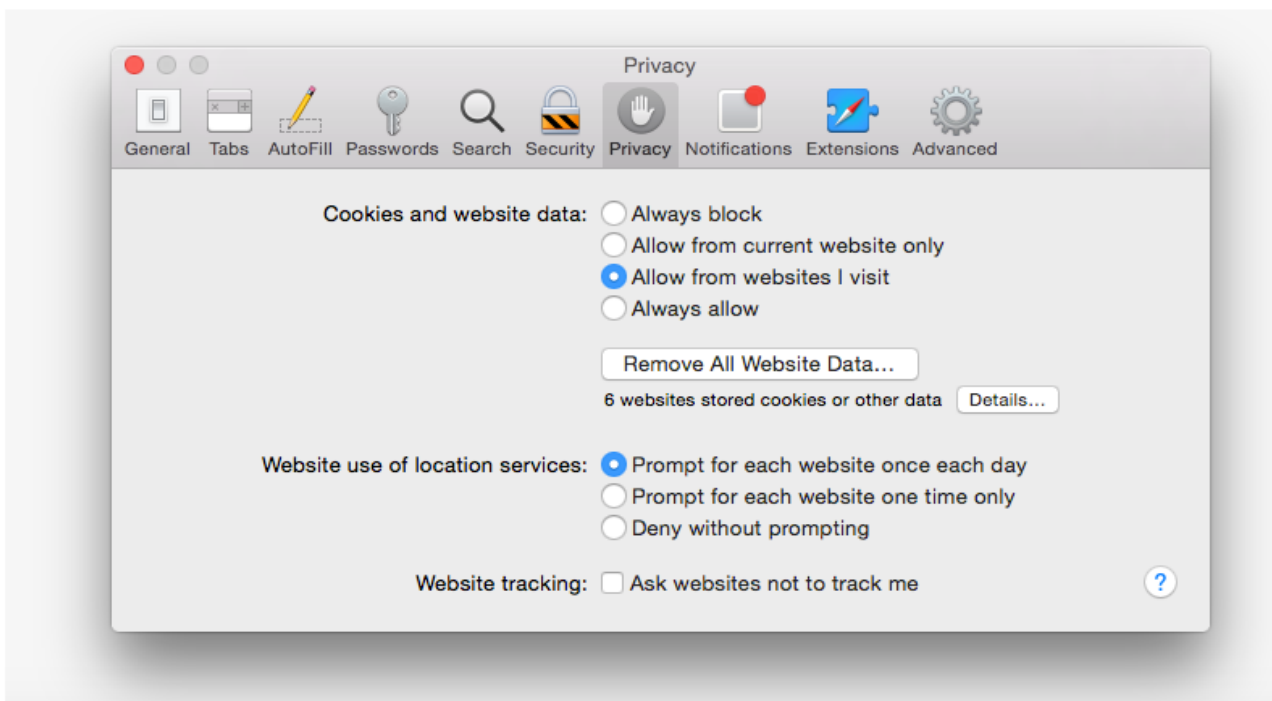 Privacy
General Tabs AutoFill Passwords Search Security Privacy Notifications Extensions Advanced
Cookies and website data: Always block
Allow from current website only
Allow from websites I visit
Always allow
Remove All Website Data...
6 websites stored cookies or other data Details...
Website use of location services: Prompt for each website once each day
Prompt for each website one time only
Deny without prompting
Website tracking: Ask websites not to track me ?